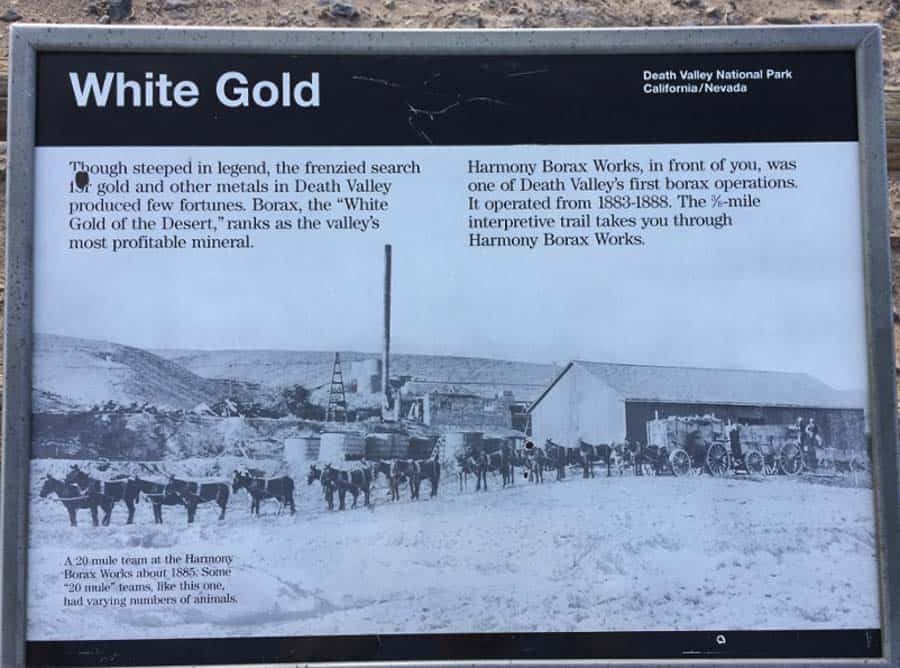 White Gold
Death Valley National Park
California/Nevada
Though steeped in legend, the frenzied search
for gold and other metals in Death Valley
produced few fortunes. Borax, the “White
Gold of the Desert,” ranks as the valley’s
most profitable mineral.
Harmony Borax Works, in front of you, was
one of Death Valley’s first borax operations.
It operated from 1883-1888. The ⅖-mile
interpretive trail takes you through
Harmony Borax Works.
A 20 mule team at the Harmony
Borax Works about 1885. Some
“20 mule” teams, like this one,
had varying numbers of animals.